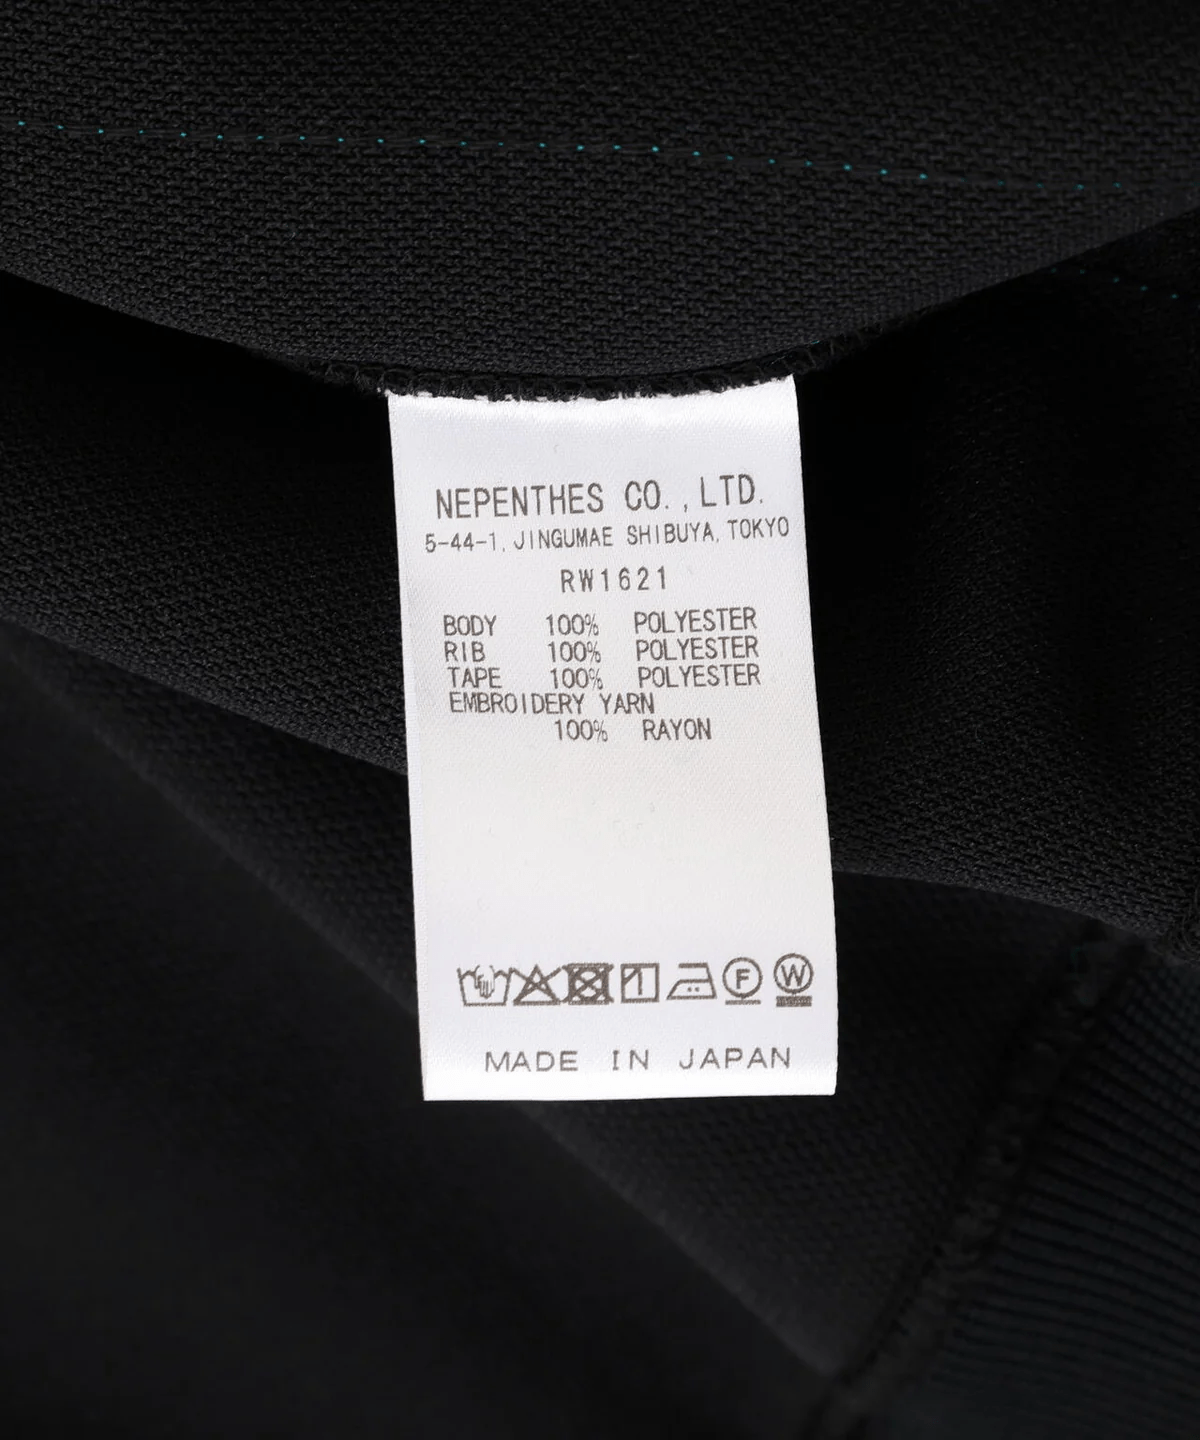 NEPENTHES CO., LTD.
5-44-1, JINGUMAE SHIBUYA, TOKYO
RW1621
BODY 100% POLYESTER
RIB 100% POLYESTER
TAPE 100% POLYESTER
EMBROIDERY YARN
100% RAYON
F W
MADE IN JAPAN